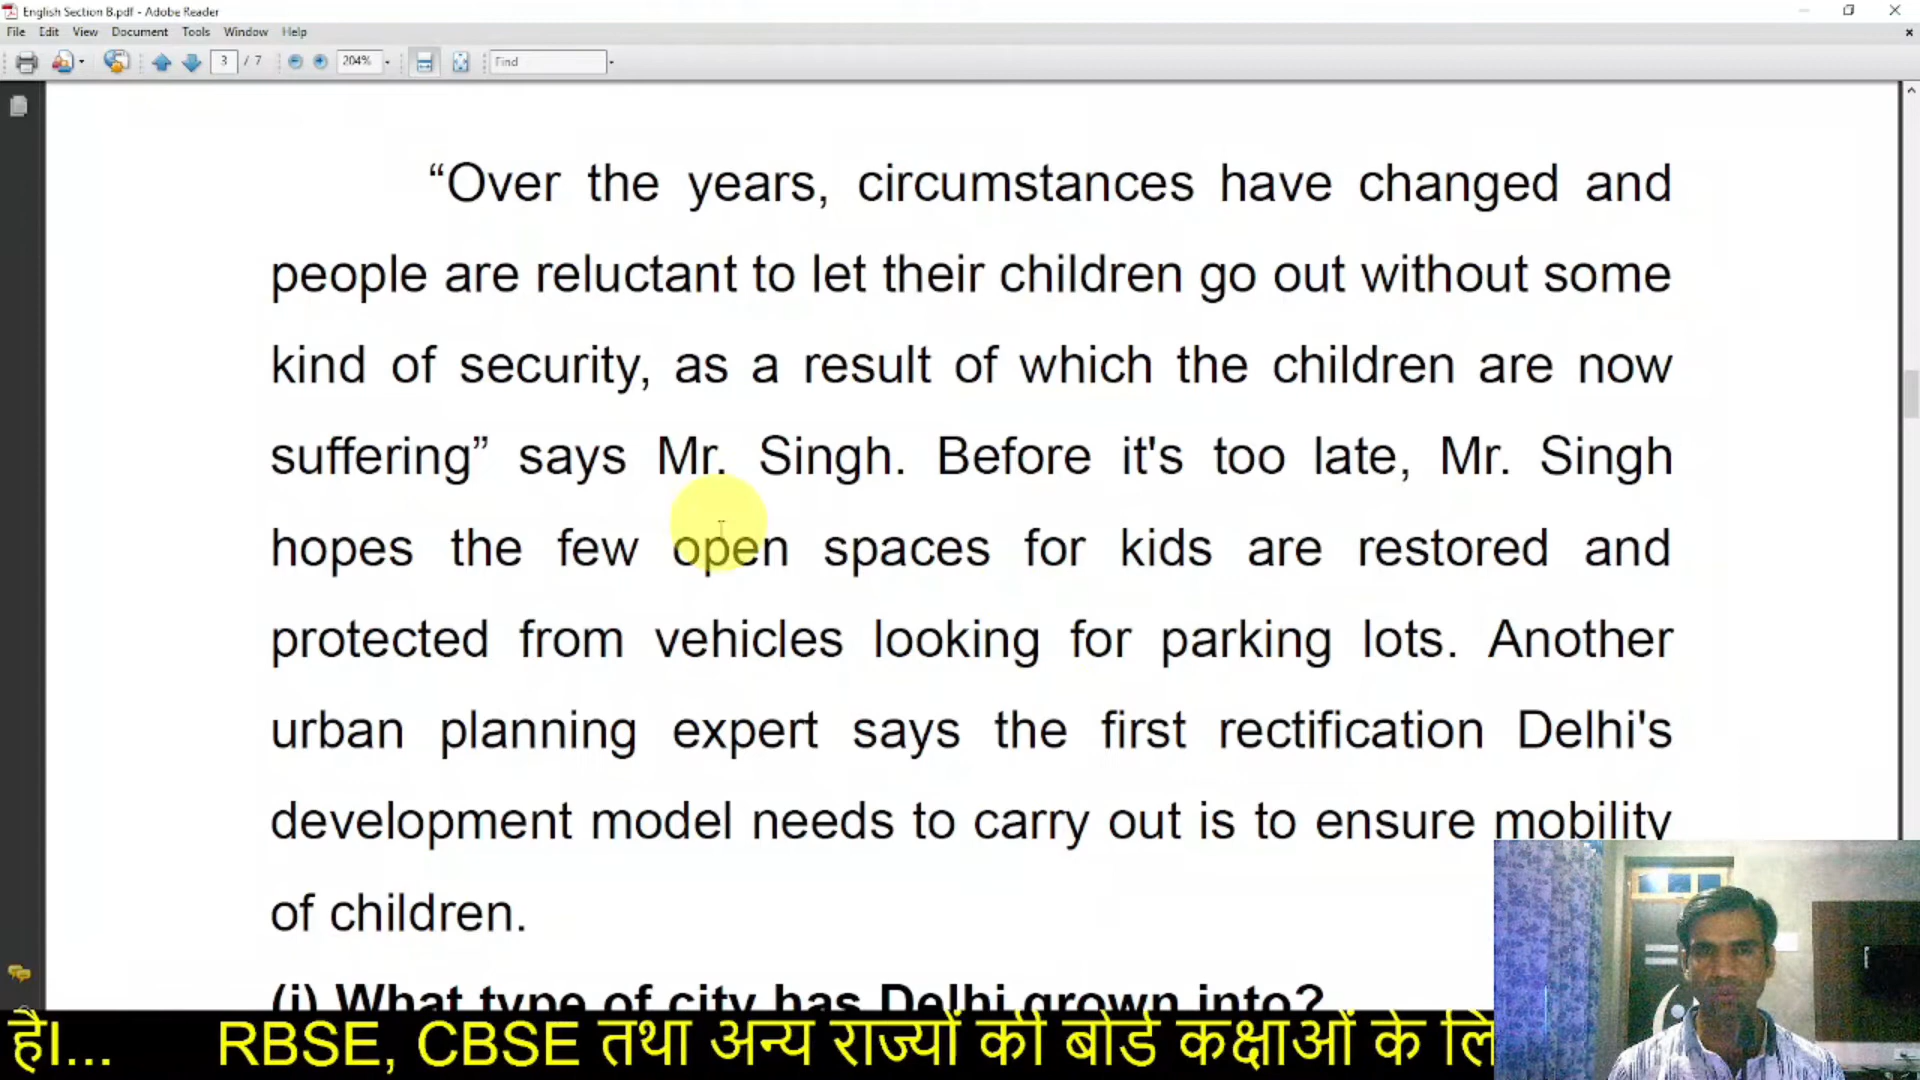 English Section B.pdf - Adobe Reader
File Edit View Document Tools Window Help
3 / 7 204% Find
“Over the years, circumstances have changed and
people are reluctant to let their children go out without some
kind of security, as a result of which the children are now
suffering” says Mr. Singh. Before it's too late, Mr. Singh
hopes the few open spaces for kids are restored and
protected from vehicles looking for parking lots. Another
urban planning expert says the first rectification Delhi's
development model needs to carry out is to ensure mobility
of children.
(i) What type of city has Delhi grown into?
है।... RBSE, CBSE तथा अन्य राज्यों की बोर्ड कक्षाओं के लि